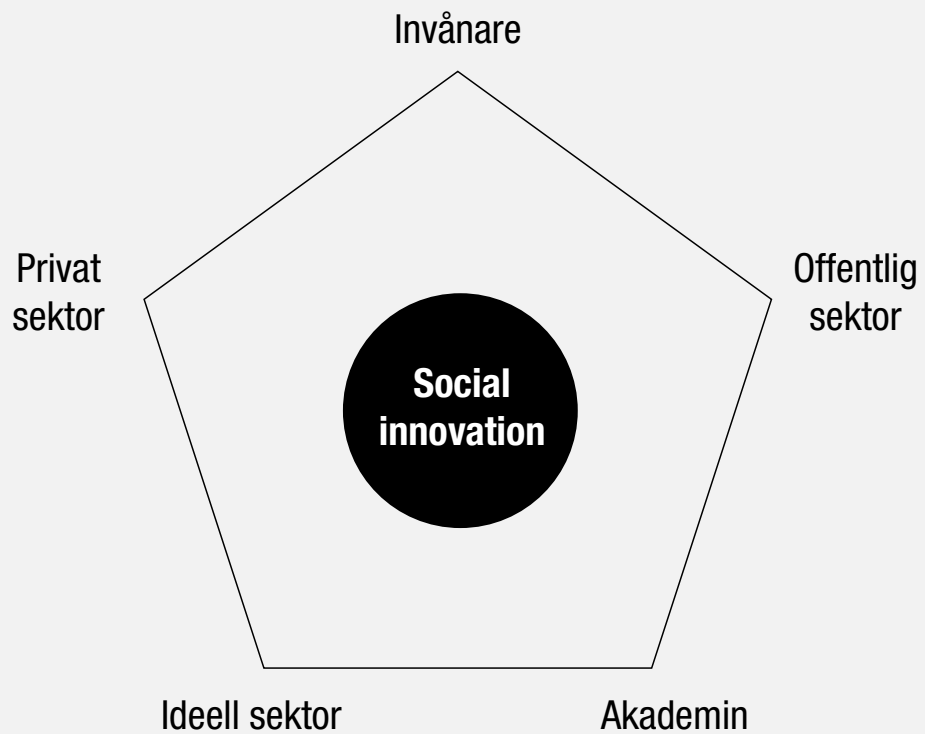 Invånare
Privat
sektor
Offentlig
sektor
Social
innovation
Ideell sektor
Akademin